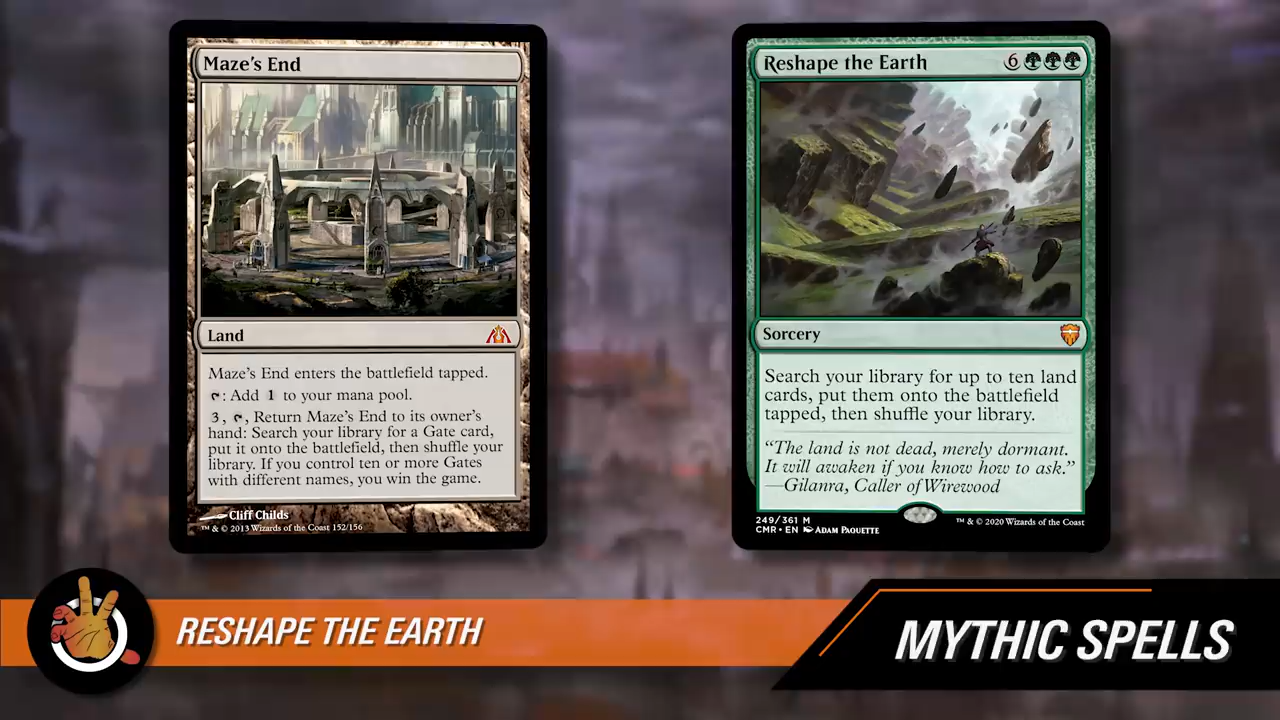 Maze's End
Land
Maze's End enters the battlefield tapped.
: Add 1 to your mana pool.
3, , Return Maze's End to its owner's
hand: Search your library for a Gate card,
put it onto the battlefield, then shuffle your
library. If you control ten or more Gates
with different names, you win the game.
Cliff Childs
™ & © 2013 Wizards of the Coast 152/156
Reshape the Earth 6
Sorcery
Search your library for up to ten land
cards, put them onto the battlefield
tapped, then shuffle your library.
“The land is not dead, merely dormant.
It will awaken if you know how to ask.”
—Gilanra, Caller of Wirewood
249/361 M
CMR • EN ADAM PAQUETTE
™ & © 2020 Wizards of the Coast
RESHAPE THE EARTH
MYTHIC SPELLS